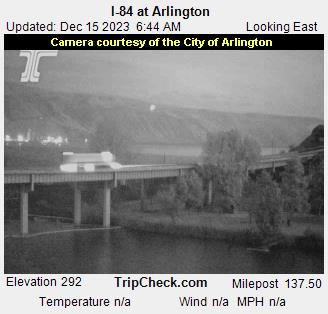 I-84 at Arlington
Updated: Dec 15 2023 6:44 AM Looking East
Camera courtesy of the City of Arlington
Elevation 292 TripCheck.com Milepost 137.50
Temperature n/a Wind n/a MPH n/a